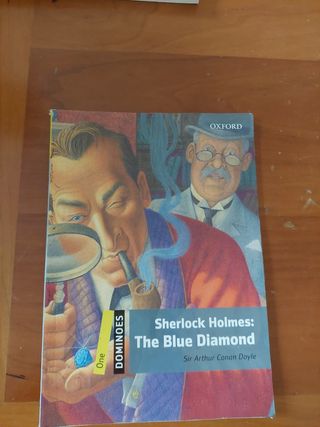 OXFORD
Sherlock Holmes:
The Blue Diamond
Sir Arthur Conan Doyle
One
DOMINOES